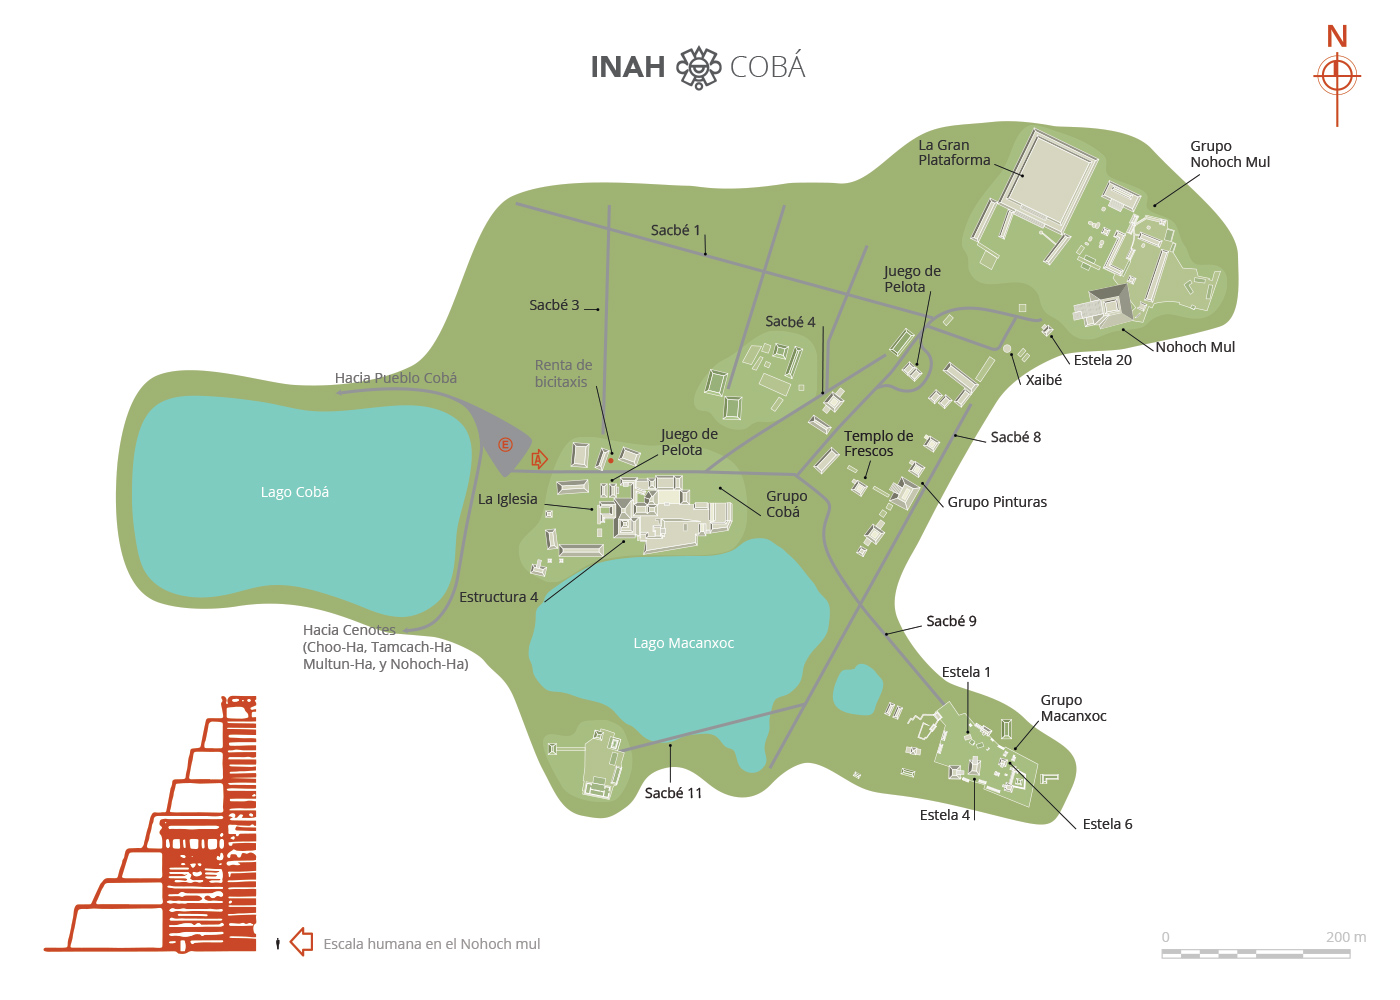 INAH COBÁ
N
La Gran
Plataforma
Grupo
Nohoch Mul
Sacbé 1
Juego de
Pelota
Sacbé 3
Sacbé 4
Nohoch Mul
Estela 20
Renta de
bicitaxis
Hacia Pueblo Cobá
Xaibé
E
A
Juego de
Pelota
Templo de
Frescos
Sacbé 8
Lago Cobá
La Iglesia
Grupo
Cobá
Grupo Pinturas
Estructura 4
Sacbé 9
Hacia Cenotes
(Choo-Ha, Tamcach-Ha
Multun-Ha, y Nohoch-Ha)
Lago Macanxoc
Estela 1
Grupo
Macanxoc
Sacbé 11
Estela 4
Estela 6
Escala humana en el Nohoch mul
0 200 m